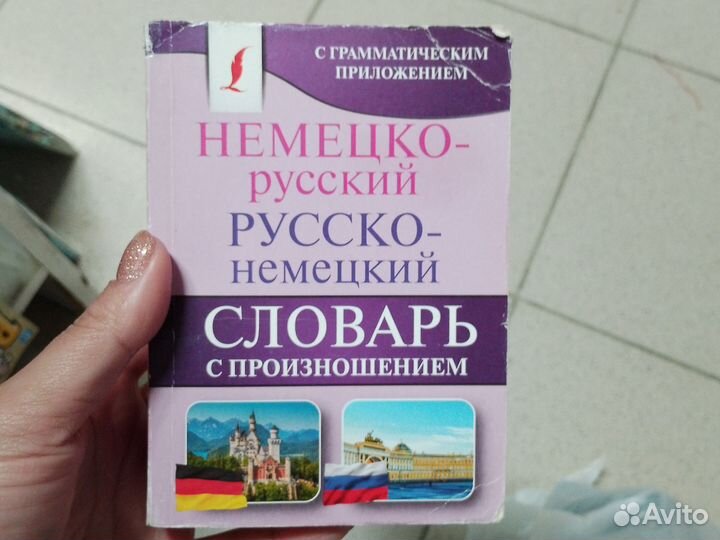 С ГРАММАТИЧЕСКИМ
ПРИЛОЖЕНИЕМ
НЕМЕЦКО-
русский
РУССКО-
немецкий
СЛОВАРЬ
С ПРОИЗНОШЕНИЕМ
Avito